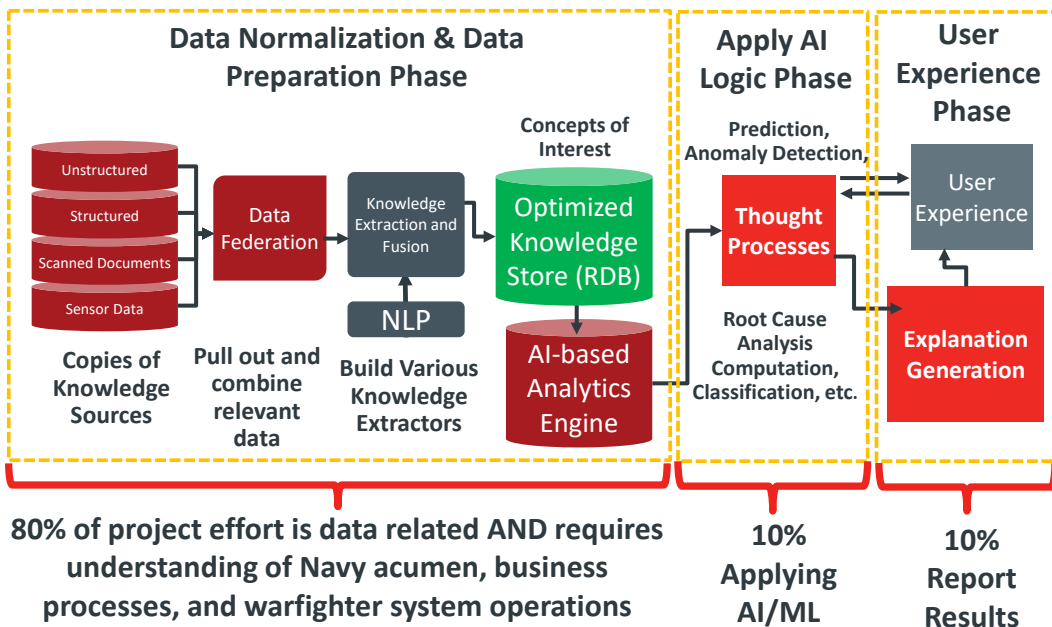 Data Normalization & Data
Preparation Phase
Apply AI
Logic Phase
User
Experience
Phase
Unstructured
Structured
Scanned Documents
Sensor Data
Copies of
Knowledge
Sources
Data
Federation
Pull out and
combine
relevant
data
Knowledge
Extraction and
Fusion
NLP
Build Various
Knowledge
Extractors
Concepts of
Interest
Optimized
Knowledge
Store (RDB)
AI-based
Analytics
Engine
Prediction,
Anomaly Detection,
Thought
Processes
Root Cause
Analysis
Computation,
Classification, etc.
User
Experience
Explanation
Generation
80% of project effort is data related AND requires
understanding of Navy acumen, business
processes, and warfighter system operations
10%
Applying
AI/ML
10%
Report
Results